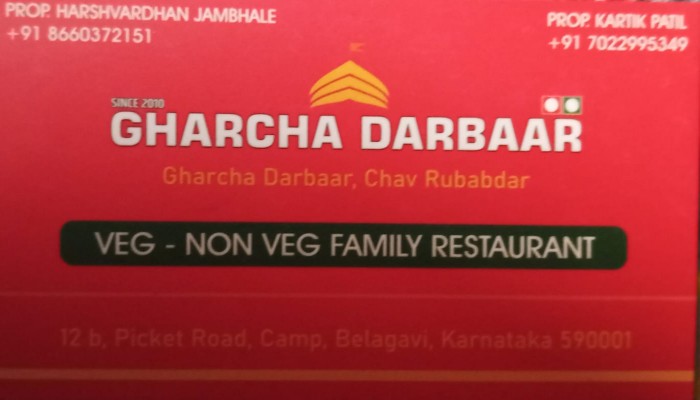 PROP. HARSHVARDHAN JAMBHALE
+91 8660372151
PROP. KARTIK PATIL
+91 7022995349
SINCE 2010
GHARCHA DARBAAR
Gharcha Darbaar, Chav Rubabdar
VEG - NON VEG FAMILY RESTAURANT
12 b, Picket Road, Camp, Belagavi, Karnataka 590001